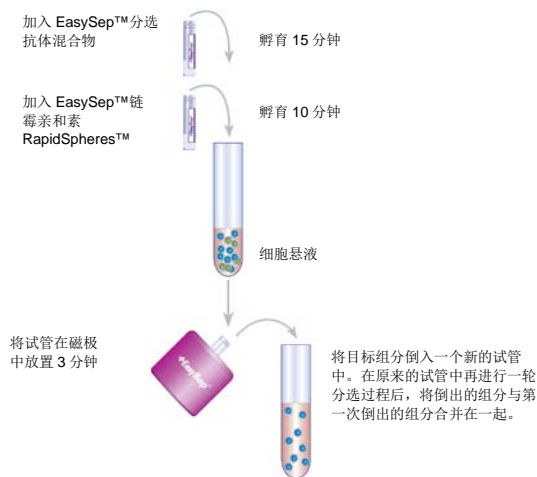 加入 EasySep™分选
抗体混合物
孵育 15 分钟
加入 EasySep™链
霉亲和素
RapidSpheres™
孵育 10 分钟
细胞悬液
将试管在磁极
中放置 3 分钟
EasySep™
将目标组分倒入一个新的试管
中。在原来的试管中再进行一轮
分选过程后，将倒出的组分与第
一次倒出的组分合并在一起。